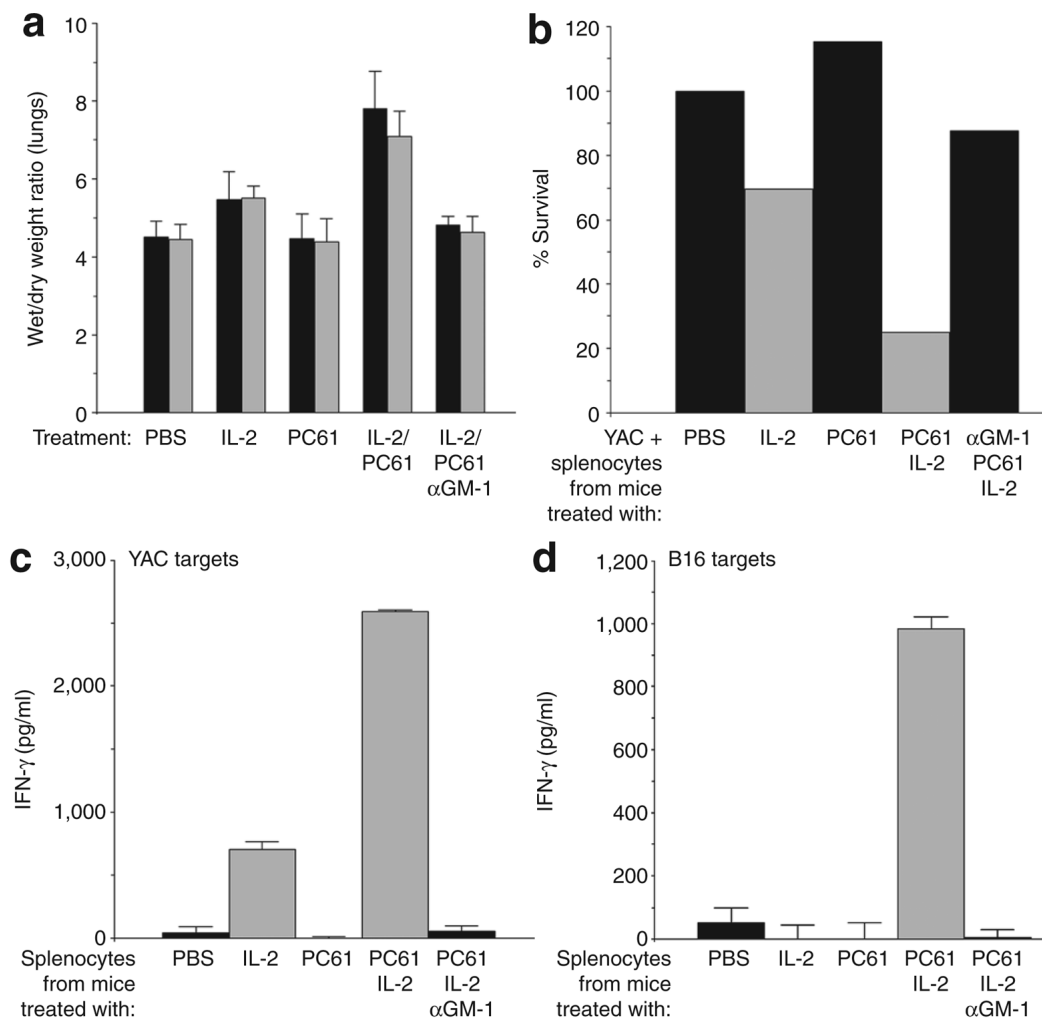 a
Wet/dry weight ratio (lungs)
10
8
6
4
2
0
Treatment: PBS IL-2 PC61 IL-2/ IL-2/
PC61 PC61
αGM-1
b
% Survival
120
100
80
60
40
20
0
YAC + PBS IL-2 PC61 PC61 αGM-1
splenocytes IL-2 PC61
from mice IL-2
treated with:
c YAC targets
IFN-γ (pg/ml)
3,000
2,000
1,000
0
Splenocytes PBS IL-2 PC61 PC61 PC61
from mice IL-2 IL-2
treated with: αGM-1
d B16 targets
IFN-γ (pg/ml)
1,200
1,000
800
600
400
200
0
Splenocytes PBS IL-2 PC61 PC61 PC61
from mice IL-2 IL-2
treated with: αGM-1